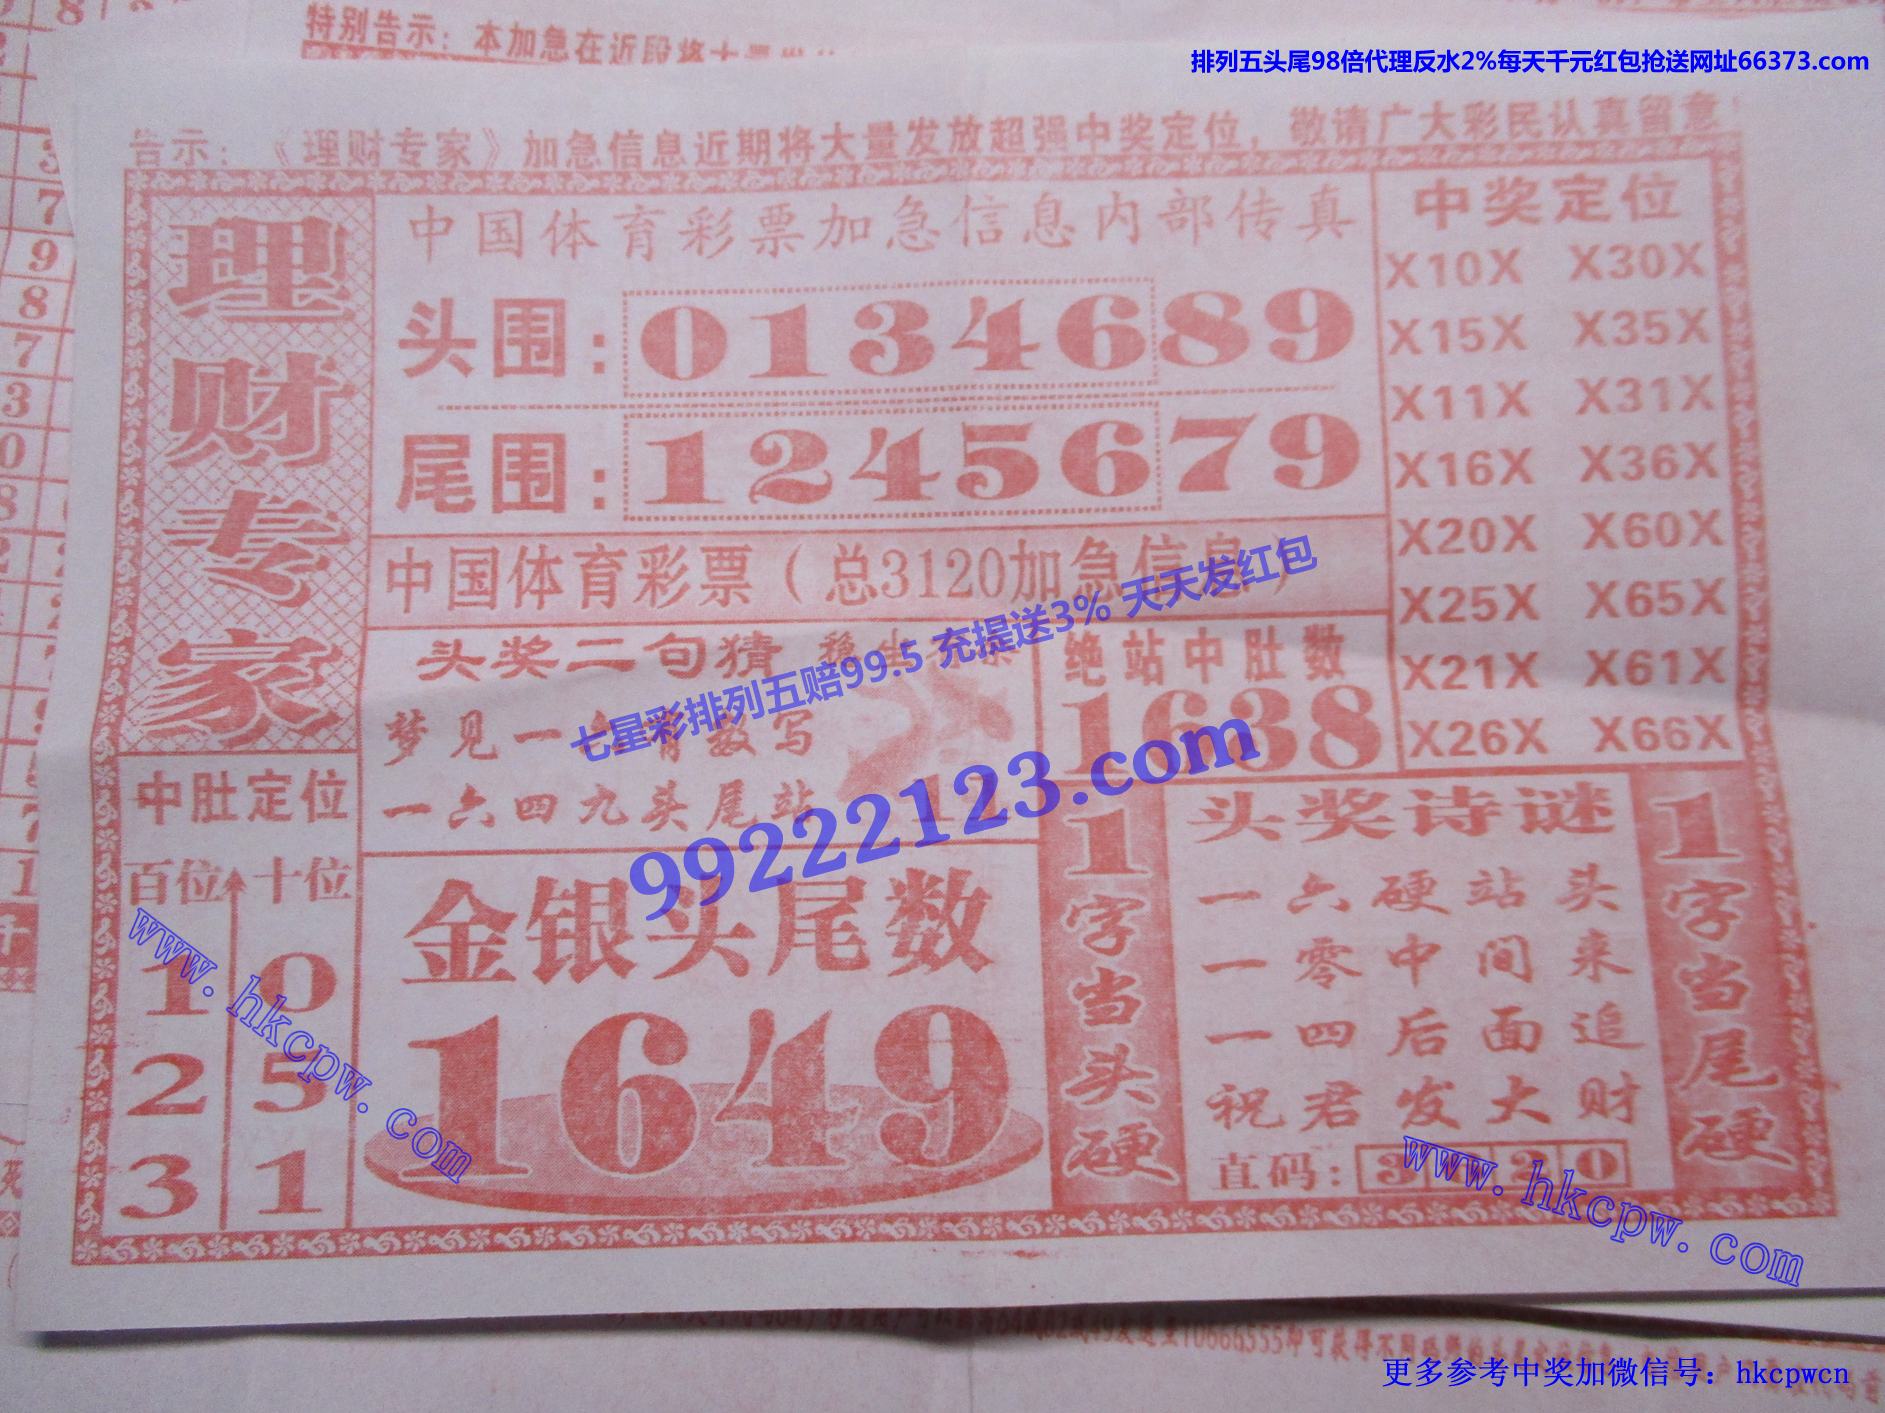 特别告示：本加急在近段将大量
排列五头尾98倍代理反水2%每天千元红包抢送网址66373.com
告示：《理财专家》加急信息近期将大量发放超强中奖定位，敬请广大彩民认真留意
理财专家
中国体育彩票加急信息内部传真
头围：0134689
尾围：1245679
中奖定位
X10X X30X
X15X X35X
X11X X31X
X16X X36X
X20X X60X
X25X X65X
X21X X61X
X26X X66X
中国体育彩票（总3120加急信息）
七星彩排列五赔99.5 充提送3% 天天发红包
99222123.com
头奖二句猜
梦见一 写
一六四九头尾站
绝站中肚数
1638
中肚定位
百位 十位
1 0
2 5
3 1
金银头尾数
1649
1字当头硬
头奖诗谜
一六硬站头
一零中间来
一四后面追
祝君发大财
直码：3 2 0
1字当尾硬
www.hkcpw.com
www.hkcpw.com
更多参考中奖加微信号：hkcpwcn